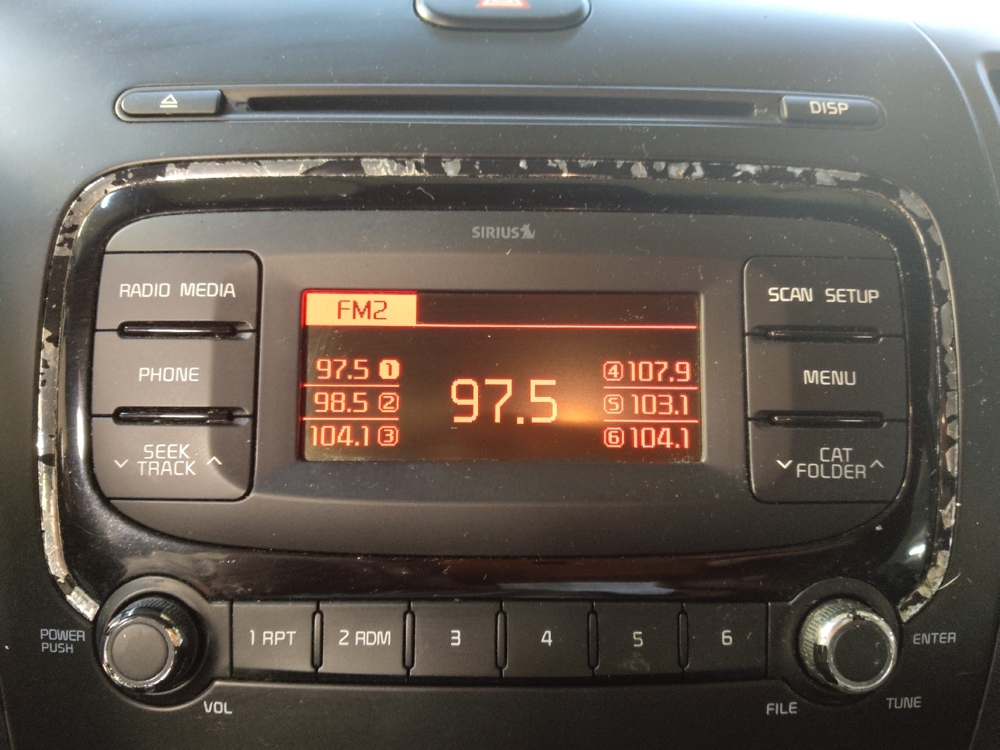 DISP
SIRIUS
RADIO MEDIA
PHONE
SEEK
TRACK
FM2
97.5 1
98.5 2
104.1 3
97.5
4 107.9
5 103.1
6 104.1
SCAN SETUP
MENU
CAT
FOLDER
POWER
PUSH
VOL
1 RPT
2 RDM
3
4
5
6
ENTER
FILE
TUNE